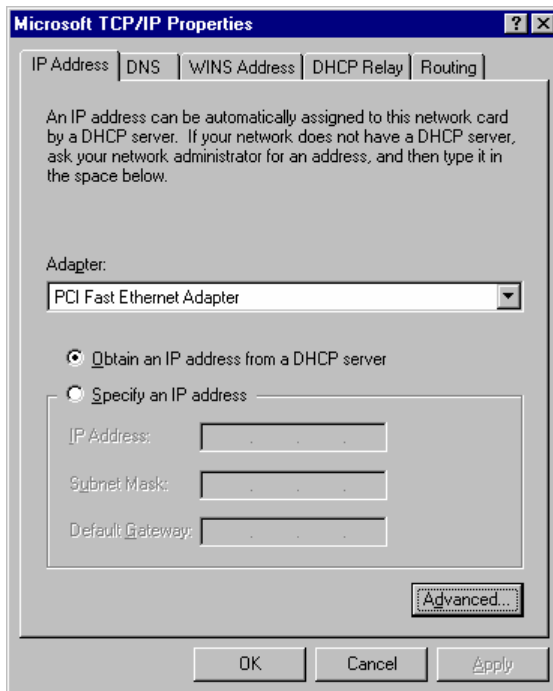 Microsoft TCP/IP Properties
IP Address DNS WINS Address DHCP Relay Routing
An IP address can be automatically assigned to this network card
by a DHCP server. If your network does not have a DHCP server,
ask your network administrator for an address, and then type it in
the space below.
Adapter:
PCI Fast Ethernet Adapter
Obtain an IP address from a DHCP server
Specify an IP address
IP Address:
Subnet Mask:
Default Gateway:
Advanced...
OK Cancel Apply